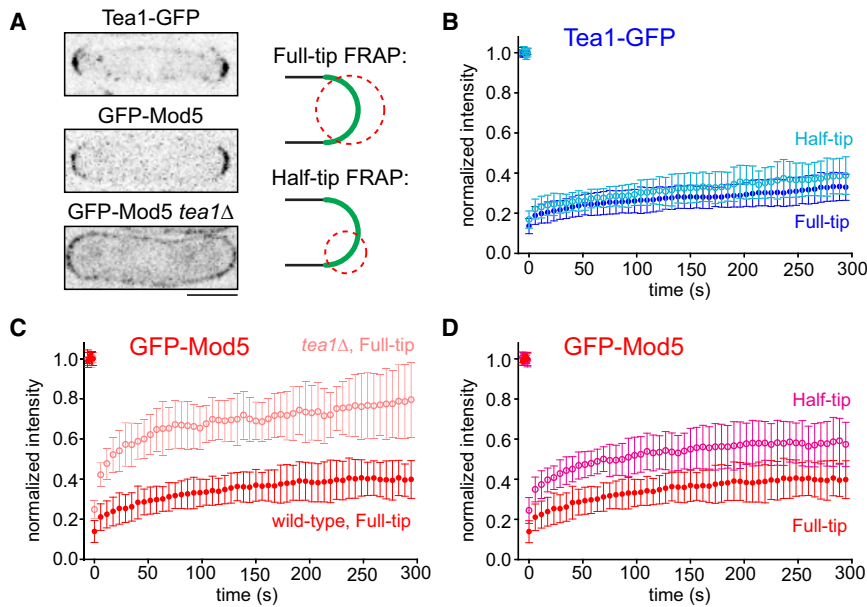 A
Tea1-GFP
GFP-Mod5
GFP-Mod5 tea1Δ
Full-tip FRAP:
Half-tip FRAP:
B
Tea1-GFP
normalized intensity
1.0
0.8
0.6
0.4
0.2
0.0
Half-tip
Full-tip
0 50 100 150 200 250 300
time (s)
C
GFP-Mod5
normalized intensity
1.0
0.8
0.6
0.4
0.2
0.0
tea1Δ, Full-tip
wild-type, Full-tip
0 50 100 150 200 250 300
time (s)
D
GFP-Mod5
normalized intensity
1.0
0.8
0.6
0.4
0.2
0.0
Half-tip
Full-tip
0 50 100 150 200 250 300
time (s)